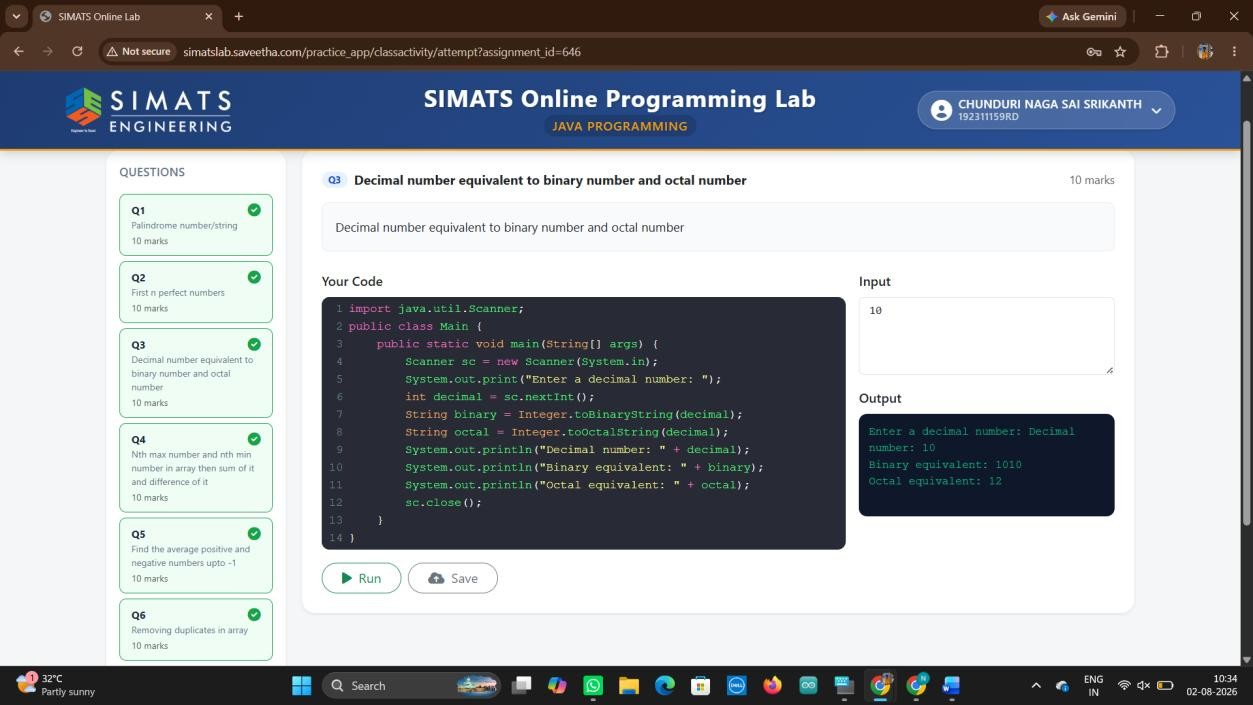 SIMATS Online Lab
Ask Gemini
Not secure
simatslab.saveetha.com/practice_app/classactivity/attempt?assignment_id=646
SIMATS
ENGINEERING
Engineer to Excel
SIMATS Online Programming Lab
JAVA PROGRAMMING
CHUNDURI NAGA SAI SRIKANTH
192311159RD
QUESTIONS
Q1
Palindrome number/string
10 marks
Q2
First n perfect numbers
10 marks
Q3
Decimal number equivalent to
binary number and octal
number
10 marks
Q4
Nth max number and nth min
number in array then sum of it
and difference of it
10 marks
Q5
Find the average positive and
negative numbers upto -1
10 marks
Q6
Removing duplicates in array
10 marks
Q3 Decimal number equivalent to binary number and octal number
10 marks
Decimal number equivalent to binary number and octal number
Your Code
1 import java.util.Scanner;
2 public class Main {
3     public static void main(String[] args) {
4         Scanner sc = new Scanner(System.in);
5         System.out.print("Enter a decimal number: ");
6         int decimal = sc.nextInt();
7         String binary = Integer.toBinaryString(decimal);
8         String octal = Integer.toOctalString(decimal);
9         System.out.println("Decimal number: " + decimal);
10         System.out.println("Binary equivalent: " + binary);
11         System.out.println("Octal equivalent: " + octal);
12         sc.close();
13     }
14 }
Run
Save
Input
10
Output
Enter a decimal number: Decimal
number: 10
Binary equivalent: 1010
Octal equivalent: 12
1
32°C
Partly sunny
Search
DELL
ENG
IN
10:34
02-08-2026